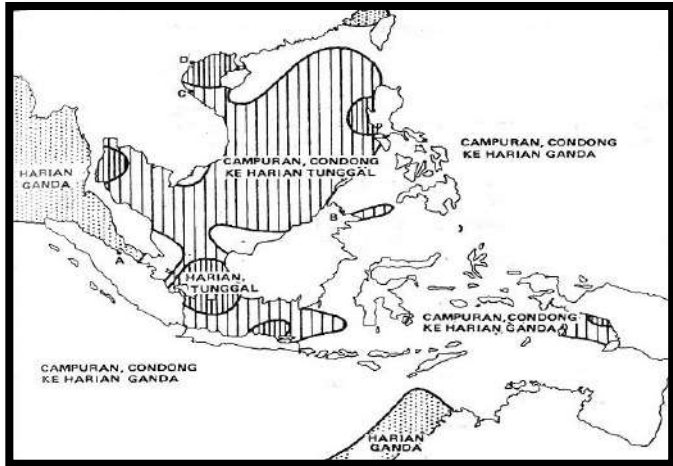 D
C
CAMPURAN, CONDONG
KE HARIAN GANDA
CAMPURAN, CONDONG
KE HARIAN TUNGGAL
HARIAN
GANDA
B
A
HARIAN
TUNGGAL
CAMPURAN, CONDONG
KE HARIAN GANDA
CAMPURAN, CONDONG
KE HARIAN GANDA
HARIAN
GANDA